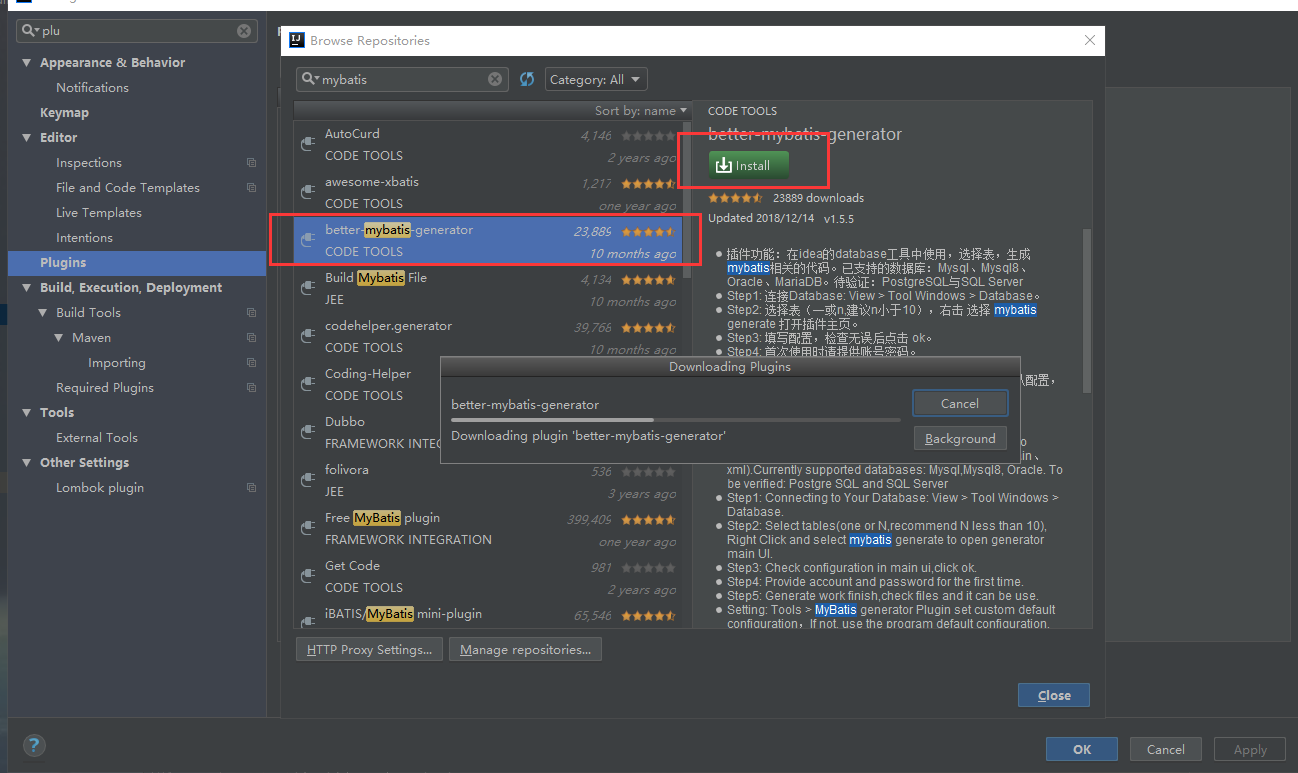 plu
Appearance & Behavior
Notifications
Keymap
Editor
Inspections
File and Code Templates
Live Templates
Intentions
Plugins
Build, Execution, Deployment
Build Tools
Maven
Importing
Required Plugins
Tools
External Tools
Other Settings
Lombok plugin
IJ Browse Repositories
mybatis
Category: All
Sort by: name
AutoCurd 4,146
CODE TOOLS 2 years ago
awesome-xbatis 1,217
CODE TOOLS one year ago
better-mybatis-generator 23,889
CODE TOOLS 10 months ago
Build Mybatis File 4,134
JEE 10 months ago
codehelper.generator 39,768
CODE TOOLS 10 months ago
Coding-Helper
CODE TOOLS
Dubbo
FRAMEWORK INTEG
folivora 536
JEE 3 years ago
Free MyBatis plugin 399,409
FRAMEWORK INTEGRATION one year ago
Get Code 981
CODE TOOLS 2 years ago
iBATIS/MyBatis mini-plugin 65,546
HTTP Proxy Settings...
Manage repositories...
CODE TOOLS
better-mybatis-generator
Install
23889 downloads
Updated 2018/12/14 v1.5.5
插件功能：在idea的database工具中使用，选择表，生成
mybatis相关的代码。已支持的数据库：Mysql、Mysql8、
Oracle、MariaDB。待验证：PostgreSQL与SQL Server
Step1: 连接Database: View > Tool Windows > Database。
Step2: 选择表（一或n,建议n小于10），右击 选择 mybatis
generate 打开插件主页。
Step3: 填写配置，检查无误后点击 ok。
Step4: 首次使用时请提供账号密码。
配置，
Downloading Plugins
better-mybatis-generator
Cancel
Downloading plugin 'better-mybatis-generator'
Background
xml).Currently supported databases: Mysql,Mysql8, Oracle. To
be verified: Postgre SQL and SQL Server
Step1: Connecting to Your Database: View > Tool Windows >
Database.
Step2: Select tables(one or N,recommend N less than 10),
Right Click and select mybatis generate to open generator
main UI.
Step3: Check configuration in main ui,click ok.
Step4: Provide account and password for the first time.
Step5: Generate work finish,check files and it can be use.
Setting: Tools > MyBatis generator Plugin set custom default
configuration，If not, use the program default configuration.
Close
?
OK
Cancel
Apply